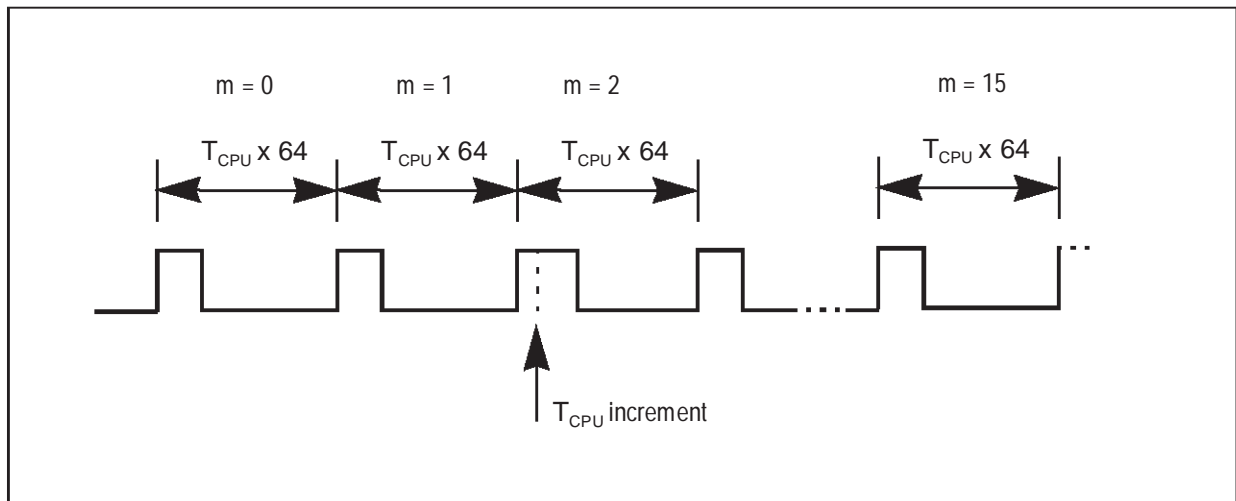 m = 0 m = 1 m = 2 m = 15
TCPU x 64 TCPU x 64 TCPU x 64 TCPU x 64
TCPU increment